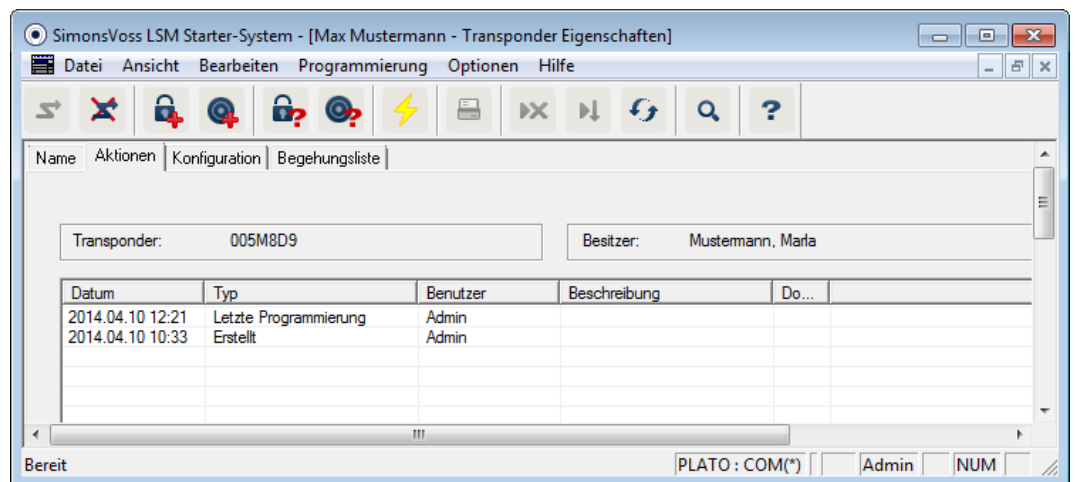 SimonsVoss LSM Starter-System - [Max Mustermann - Transponder Eigenschaften]
Datei Ansicht Bearbeiten Programmierung Optionen Hilfe
Name Aktionen Konfiguration Begehungsliste
Transponder: 005M8D9 Besitzer: Mustermann, Marla
Datum Typ Benutzer Beschreibung Do...
2014.04.10 12:21 Letzte Programmierung Admin
2014.04.10 10:33 Erstellt Admin
Bereit PLATO : COM(*) Admin NUM